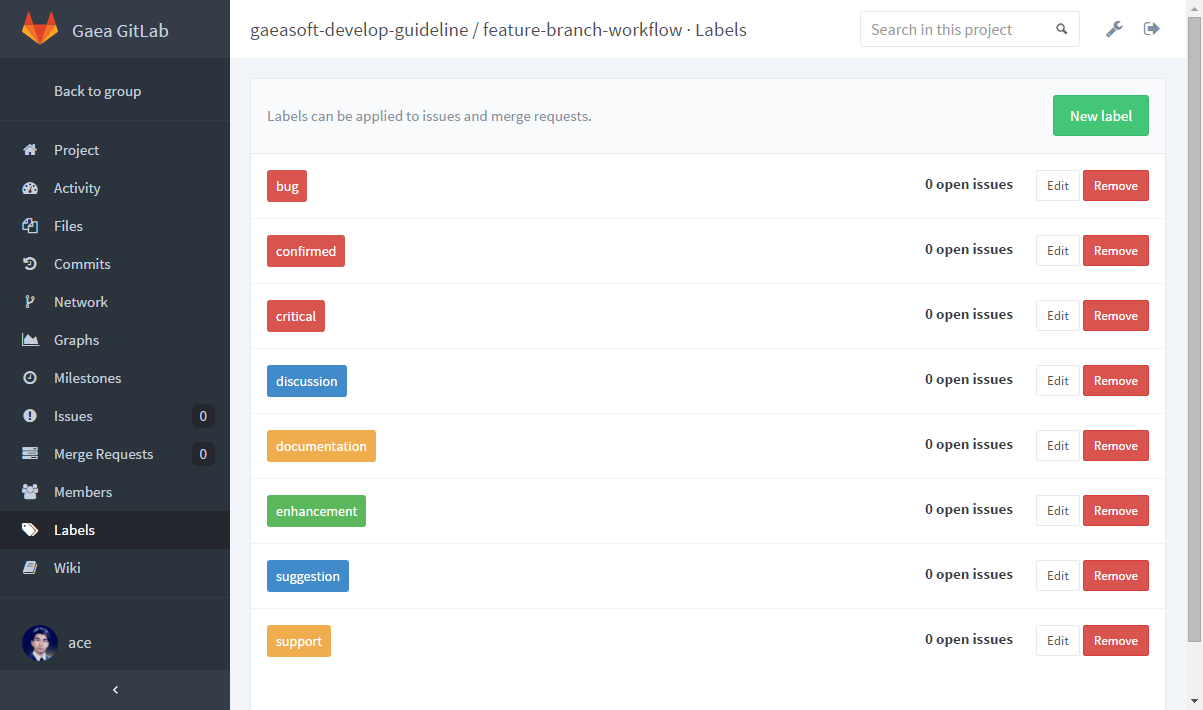 Gaea GitLab
gaeasoft-develop-guideline / feature-branch-workflow · Labels
Search in this project
Back to group
Project
Activity
Files
Commits
Network
Graphs
Milestones
Issues 0
Merge Requests 0
Members
Labels
Wiki
ace
Labels can be applied to issues and merge requests.
New label
bug 0 open issues Edit Remove
confirmed 0 open issues Edit Remove
critical 0 open issues Edit Remove
discussion 0 open issues Edit Remove
documentation 0 open issues Edit Remove
enhancement 0 open issues Edit Remove
suggestion 0 open issues Edit Remove
support 0 open issues Edit Remove